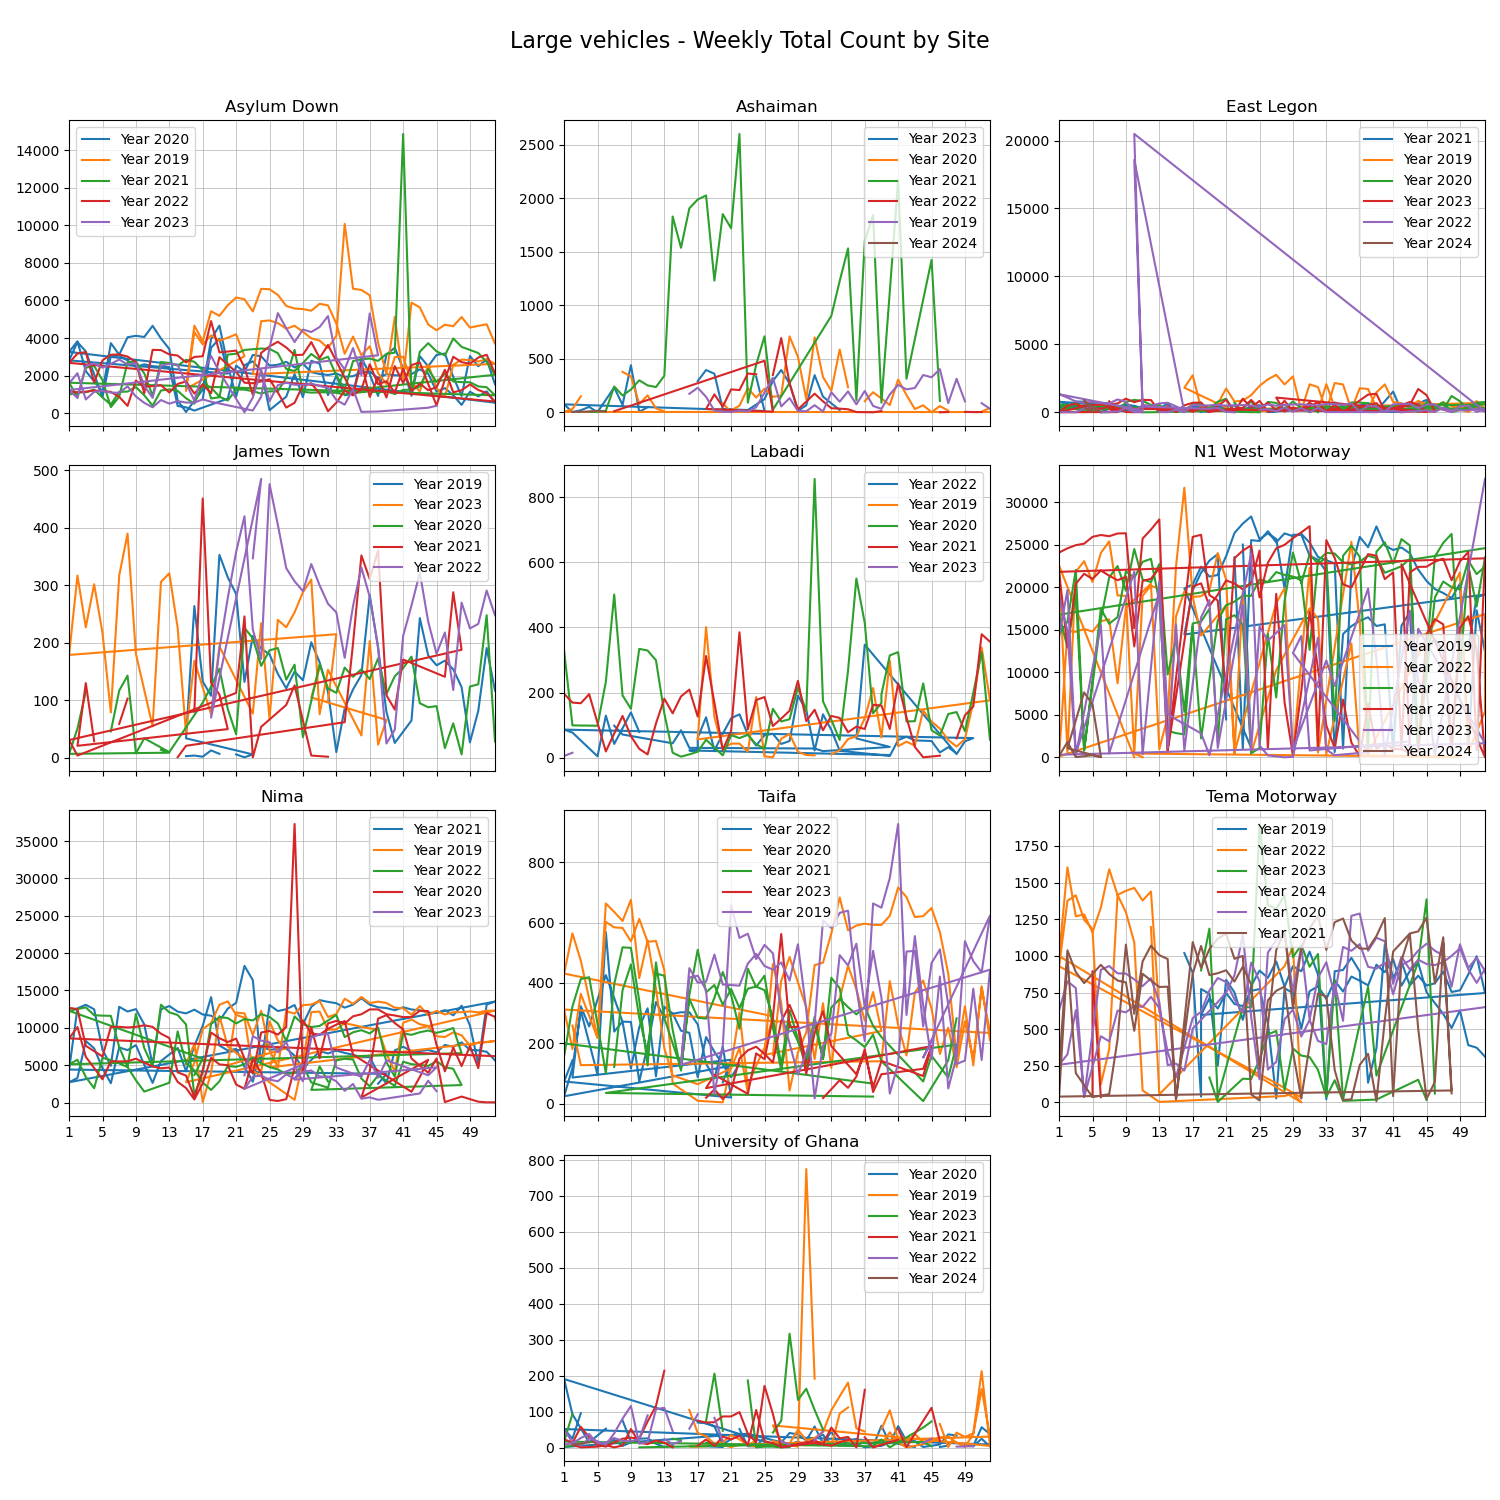 Large vehicles - Weekly Total Count by Site
Asylum Down
14000
12000
10000
8000
6000
4000
2000
0
Year 2020
Year 2019
Year 2021
Year 2022
Year 2023
Ashaiman
2500
2000
1500
1000
500
0
Year 2023
Year 2020
Year 2021
Year 2022
Year 2019
Year 2024
East Legon
20000
15000
10000
5000
0
Year 2021
Year 2019
Year 2020
Year 2023
Year 2022
Year 2024
James Town
500
400
300
200
100
0
Year 2019
Year 2023
Year 2020
Year 2021
Year 2022
Labadi
800
600
400
200
0
Year 2022
Year 2019
Year 2020
Year 2021
Year 2023
N1 West Motorway
30000
25000
20000
15000
10000
5000
0
Year 2019
Year 2022
Year 2020
Year 2021
Year 2023
Year 2024
Nima
35000
30000
25000
20000
15000
10000
5000
0
Year 2021
Year 2019
Year 2022
Year 2020
Year 2023
1 5 9 13 17 21 25 29 33 37 41 45 49
Taifa
800
600
400
200
0
Year 2022
Year 2020
Year 2021
Year 2023
Year 2019
Tema Motorway
1750
1500
1250
1000
750
500
250
0
Year 2019
Year 2022
Year 2023
Year 2024
Year 2020
Year 2021
1 5 9 13 17 21 25 29 33 37 41 45 49
University of Ghana
800
700
600
500
400
300
200
100
0
Year 2020
Year 2019
Year 2023
Year 2021
Year 2022
Year 2024
1 5 9 13 17 21 25 29 33 37 41 45 49